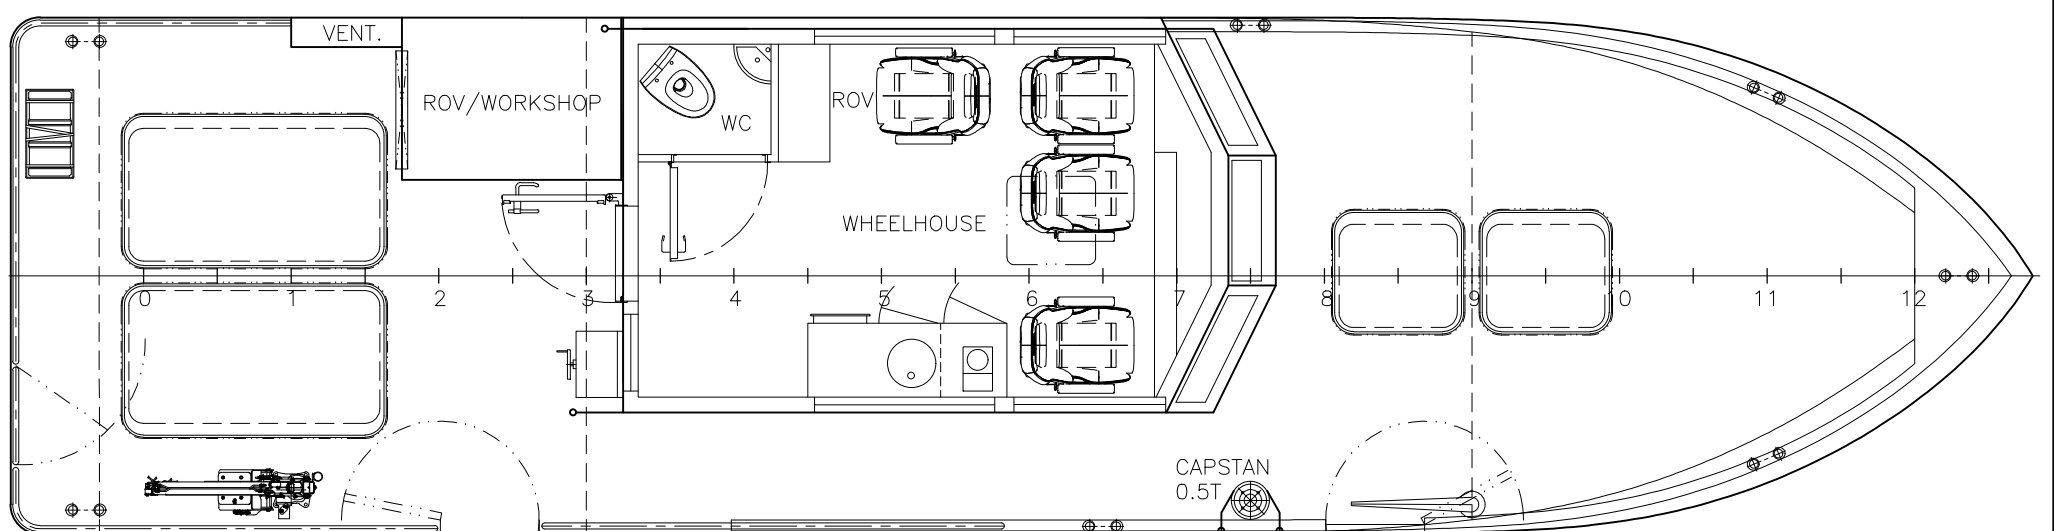 VENT.
ROV/WORKSHOP
ROV
WC
WHEELHOUSE
0 1 2 3 4 5 6 7 8 9 0 11 12
CAPSTAN
0.5T